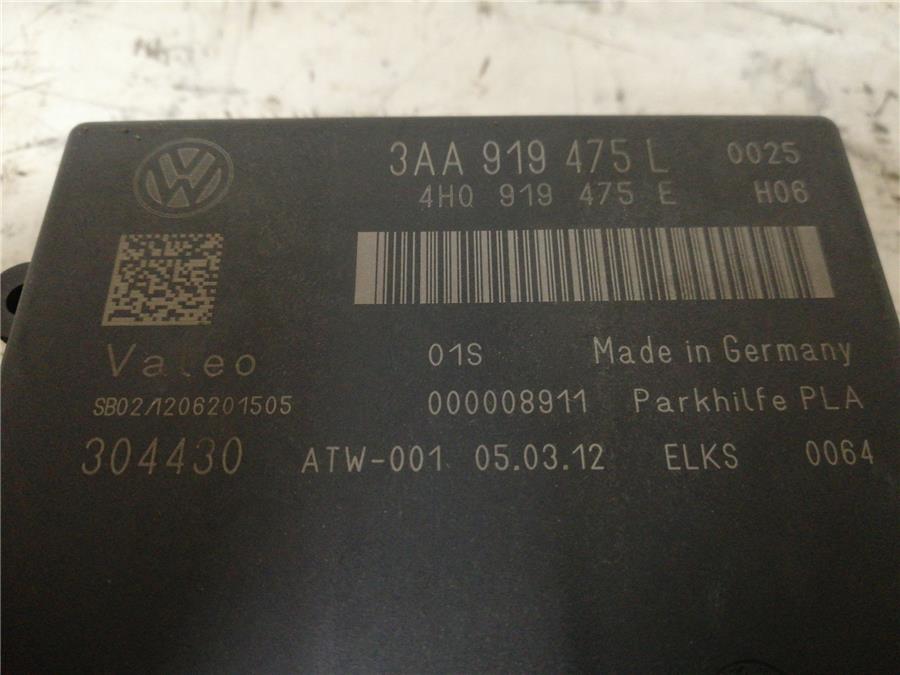 3AA 919 475 L 0025
4H0 919 475 E H06
Valeo 01S Made in Germany
SB02/1206201505 000008911 Parkhilfe PLA
304430 ATW-001 05.03.12 ELKS 0064